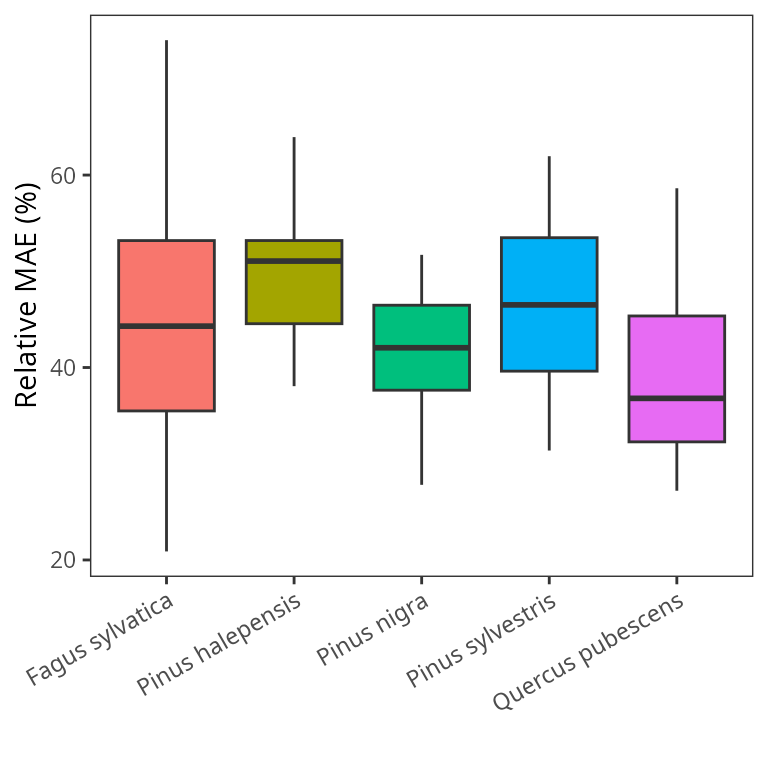 Relative MAE (%)
60
40
20
Fagus sylvatica
Pinus halepensis
Pinus nigra
Pinus sylvestris
Quercus pubescens